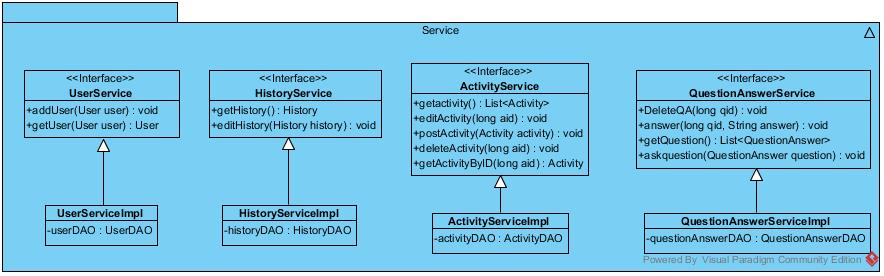 Service
<<Interface>>
UserService
+addUser(User user) : void
+getUser(User user) : User
<<Interface>>
HistoryService
+getHistory() : History
+editHistory(History history) : void
<<Interface>>
ActivityService
+getactivity() : List<Activity>
+editActivity(long aid) : void
+postActivity(Activity activity) : void
+deleteActivity(long aid) : void
+getActivityByID(long aid) : Activity
<<Interface>>
QuestionAnswerService
+DeleteQA(long qid) : void
+answer(long qid, String answer) : void
+getQuestion() : List<QuestionAnswer>
+askquestion(QuestionAnswer question) : void
UserServiceImpl
-userDAO : UserDAO
HistoryServiceImpl
-historyDAO : HistoryDAO
ActivityServiceImpl
-activityDAO : ActivityDAO
QuestionAnswerServiceImpl
-questionAnswerDAO : QuestionAnswerDAO
Powered By Visual Paradigm Community Edition